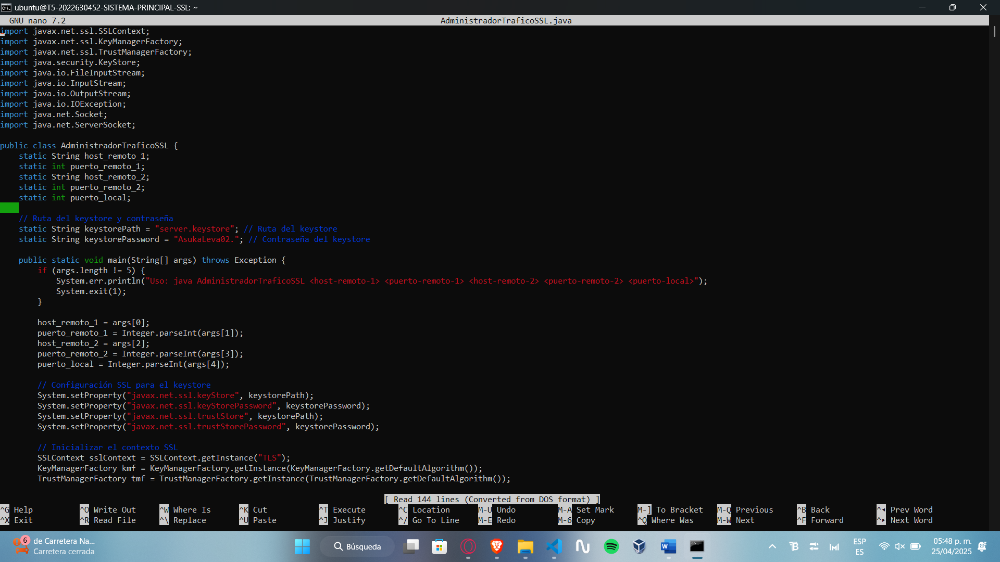 ubuntu@T5-2022630452-SISTEMA-PRINCIPAL-SSL: ~
GNU nano 7.2 AdministradorTraficoSSL.java
import javax.net.ssl.SSLContext;
import javax.net.ssl.KeyManagerFactory;
import javax.net.ssl.TrustManagerFactory;
import java.security.KeyStore;
import java.io.FileInputStream;
import java.io.InputStream;
import java.io.OutputStream;
import java.io.IOException;
import java.net.Socket;
import java.net.ServerSocket;
public class AdministradorTraficoSSL {
    static String host_remoto_1;
    static int puerto_remoto_1;
    static String host_remoto_2;
    static int puerto_remoto_2;
    static int puerto_local;
    // Ruta del keystore y contraseña
    static String keystorePath = "server.keystore"; // Ruta del keystore
    static String keystorePassword = "AsukaLeva02."; // Contraseña del keystore
    public static void main(String[] args) throws Exception {
        if (args.length != 5) {
            System.err.println("Uso: java AdministradorTraficoSSL <host-remoto-1> <puerto-remoto-1> <host-remoto-2> <puerto-remoto-2> <puerto-local>");
            System.exit(1);
        }
        host_remoto_1 = args[0];
        puerto_remoto_1 = Integer.parseInt(args[1]);
        host_remoto_2 = args[2];
        puerto_remoto_2 = Integer.parseInt(args[3]);
        puerto_local = Integer.parseInt(args[4]);
        // Configuración SSL para el keystore
        System.setProperty("javax.net.ssl.keyStore", keystorePath);
        System.setProperty("javax.net.ssl.keyStorePassword", keystorePassword);
        System.setProperty("javax.net.ssl.trustStore", keystorePath);
        System.setProperty("javax.net.ssl.trustStorePassword", keystorePassword);
        // Inicializar el contexto SSL
        SSLContext sslContext = SSLContext.getInstance("TLS");
        KeyManagerFactory kmf = KeyManagerFactory.getInstance(KeyManagerFactory.getDefaultAlgorithm());
        TrustManagerFactory tmf = TrustManagerFactory.getInstance(TrustManagerFactory.getDefaultAlgorithm());
[ Read 144 lines (Converted from DOS format) ]
^G Help ^O Write Out ^W Where Is ^K Cut ^T Execute ^C Location M-U Undo M-A Set Mark M-] To Bracket M-Q Previous ^B Back ^◂ Prev Word
^X Exit ^R Read File ^\ Replace ^U Paste ^J Justify ^/ Go To Line M-E Redo M-6 Copy ^Q Where Was M-W Next ^F Forward ^▸ Next Word
6
de Carretera Na...
Carretera cerrada
Búsqueda
ESP
ES
05:48 p. m.
25/04/2025